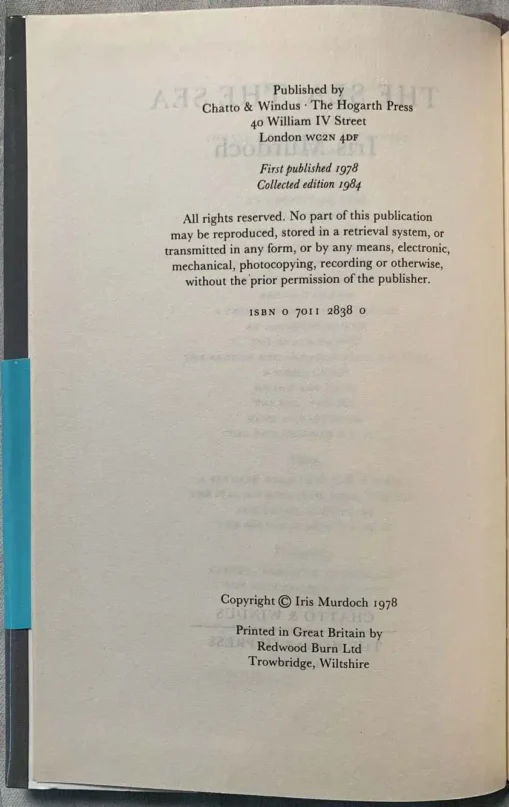 Published by
Chatto & Windus · The Hogarth Press
40 William IV Street
London WC2N 4DF
First published 1978
Collected edition 1984
All rights reserved. No part of this publication
may be reproduced, stored in a retrieval system, or
transmitted in any form, or by any means, electronic,
mechanical, photocopying, recording or otherwise,
without the prior permission of the publisher.
ISBN 0 7011 2838 0
Copyright © Iris Murdoch 1978
Printed in Great Britain by
Redwood Burn Ltd
Trowbridge, Wiltshire